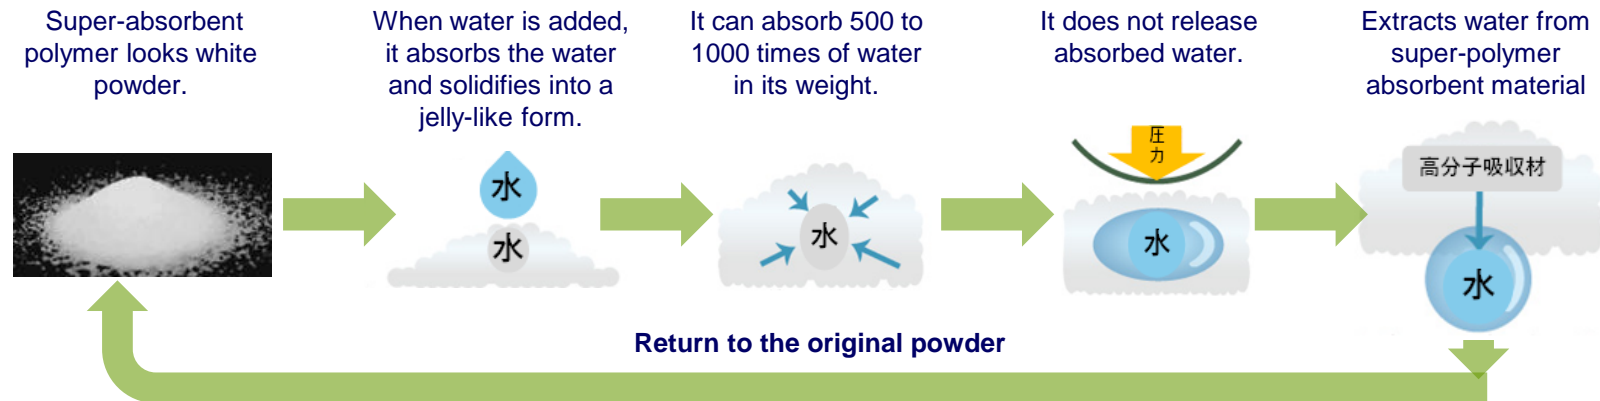 Super-absorbent
polymer looks white
powder.
When water is added,
it absorbs the water
and solidifies into a
jelly-like form.
It can absorb 500 to
1000 times of water
in its weight.
It does not release
absorbed water.
Extracts water from
super-polymer
absorbent material
水
水
水
圧
力
水
高分子吸収材
水
Return to the original powder